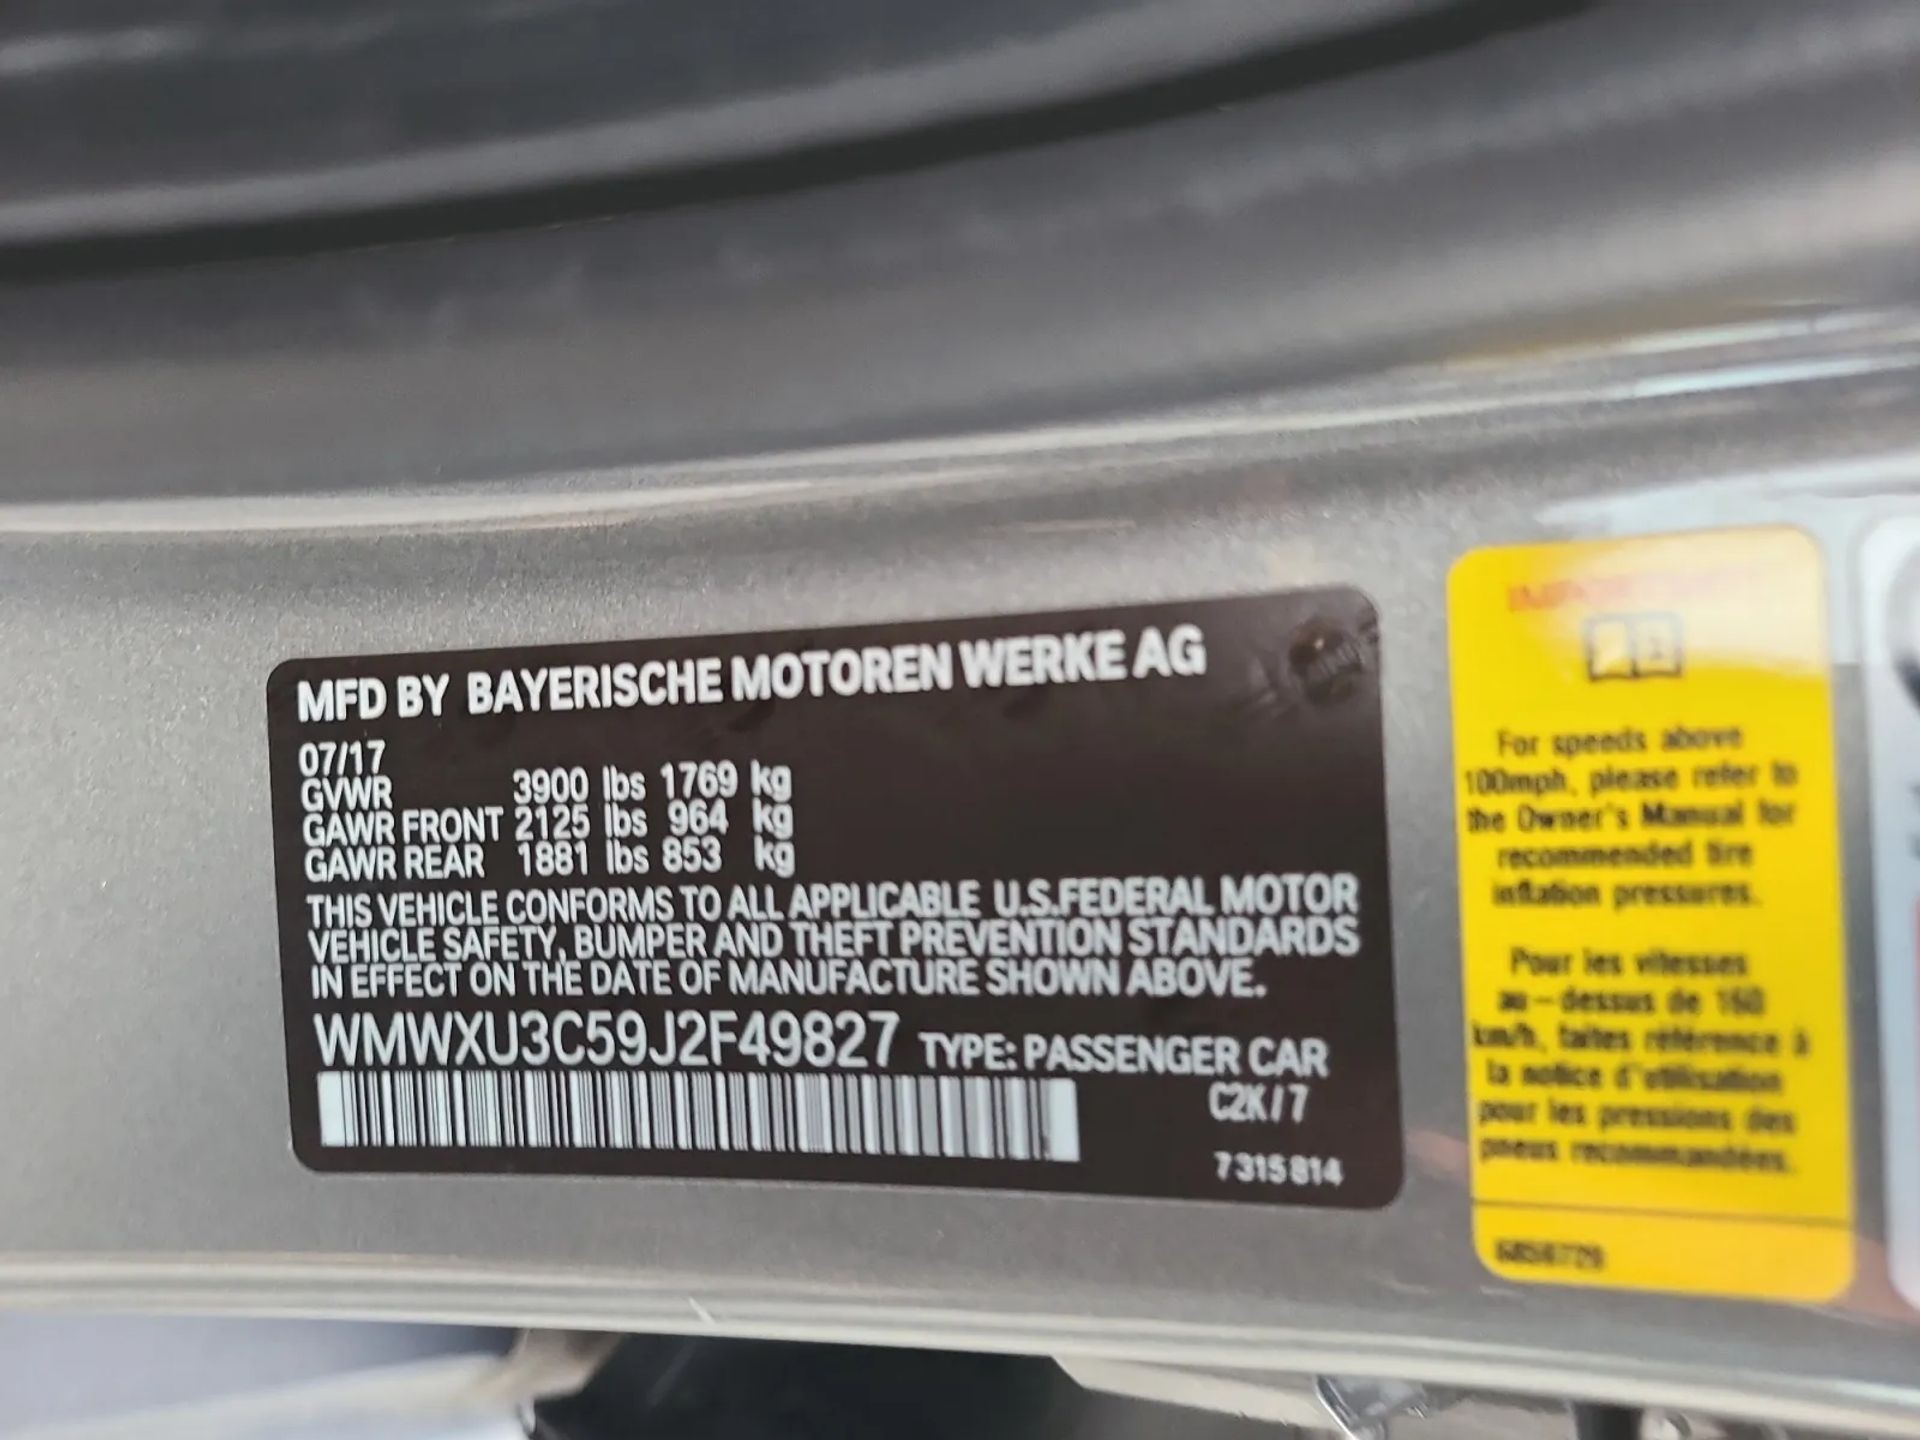 MFD BY BAYERISCHE MOTOREN WERKE AG
07/17
GVWR 3900 lbs 1769 kg
GAWR FRONT 2125 lbs 964 kg
GAWR REAR 1881 lbs 853 kg
THIS VEHICLE CONFORMS TO ALL APPLICABLE U.S.FEDERAL MOTOR
VEHICLE SAFETY, BUMPER AND THEFT PREVENTION STANDARDS
IN EFFECT ON THE DATE OF MANUFACTURE SHOWN ABOVE.
WMWXU3C59J2F49827 TYPE: PASSENGER CAR
C2K/7
7315814
IMPORTANT
For speeds above
100mph, please refer to
the Owner's Manual for
recommended tire
inflation pressures.
Pour les vitesses
au-dessus de 160
km/h, faites référence à
la notice d'utilisation
pour les pressions des
pneus recommandées.